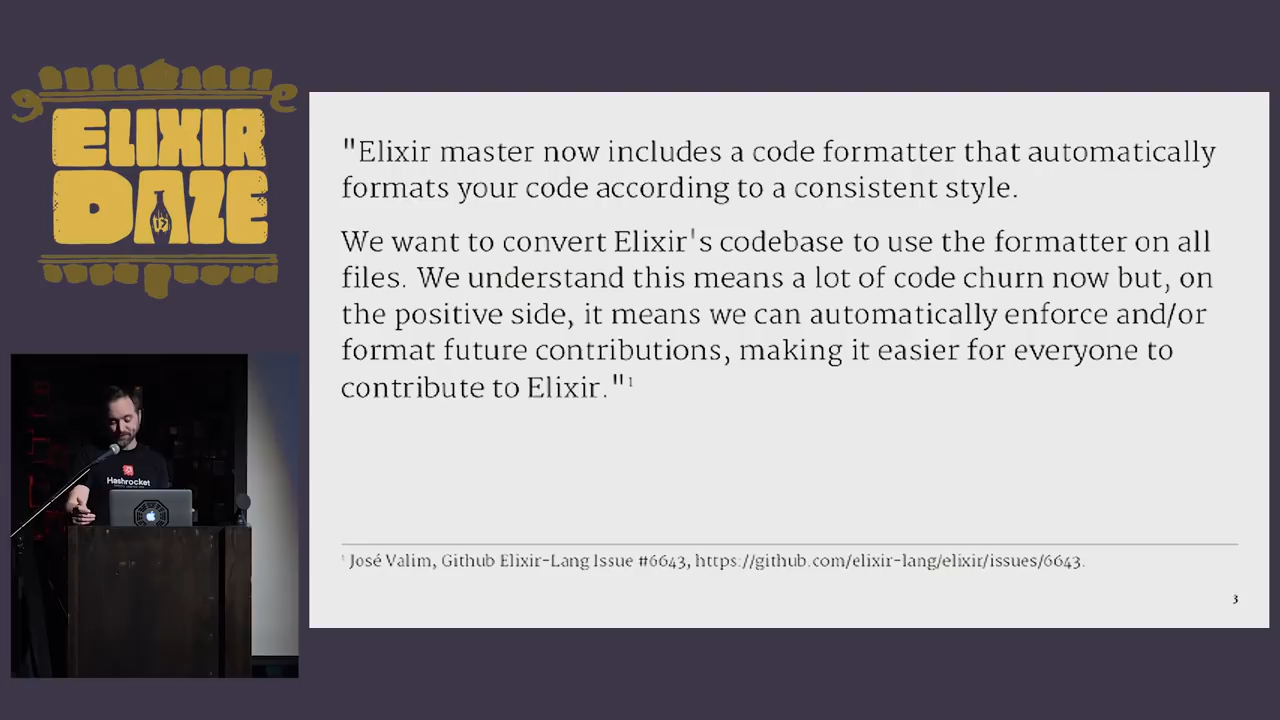 ELIXIR
DAZE
"Elixir master now includes a code formatter that automatically
formats your code according to a consistent style.
We want to convert Elixir's codebase to use the formatter on all
files. We understand this means a lot of code churn now but, on
the positive side, it means we can automatically enforce and/or
format future contributions, making it easier for everyone to
contribute to Elixir."1
1 José Valim, Github Elixir-Lang Issue #6643, https://github.com/elixir-lang/elixir/issues/6643.
3
Hashrocket